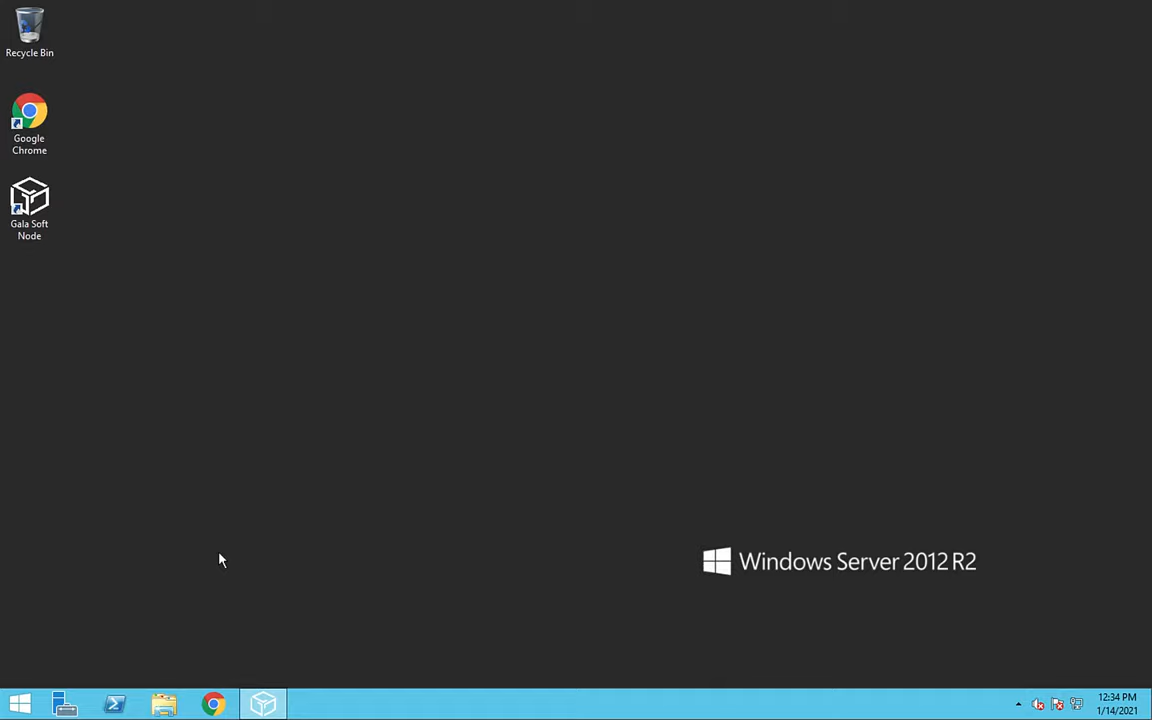 Recycle Bin
Google
Chrome
Gala Soft
Node
Windows Server 2012 R2
12:34 PM
1/14/2021